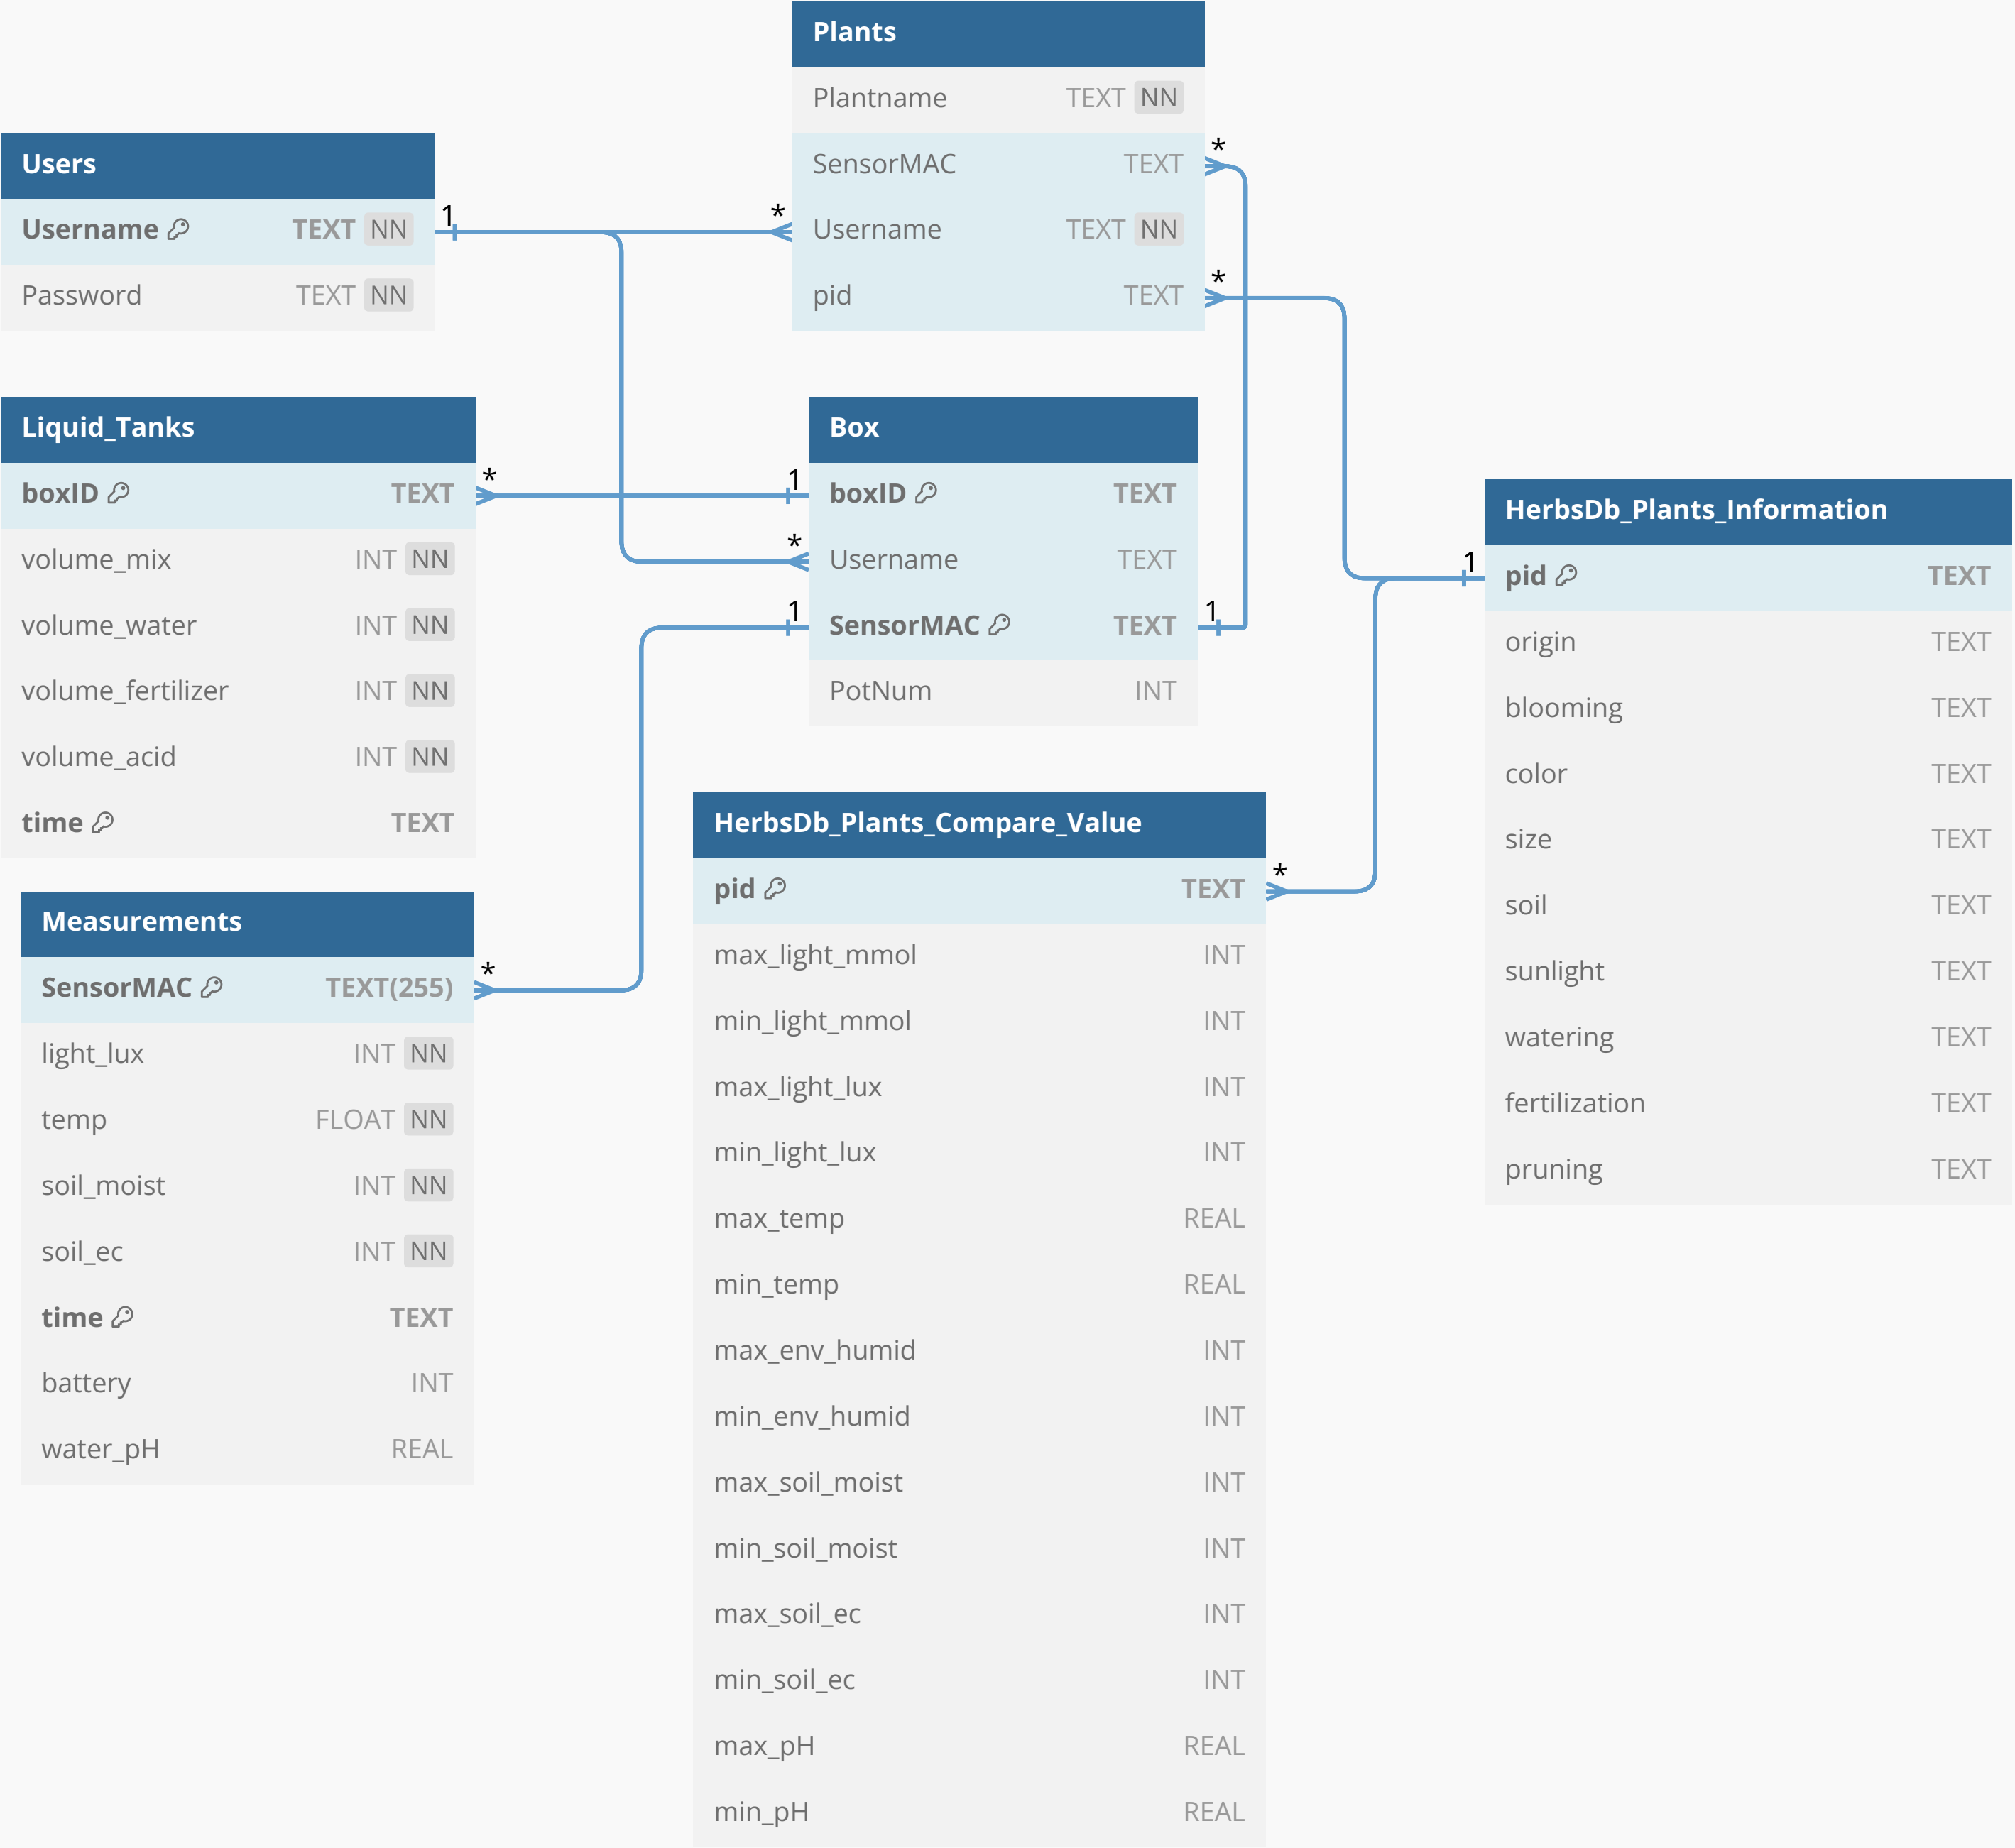 Plants
Plantname TEXT NN
SensorMAC TEXT
Username TEXT NN
pid TEXT
*
*
*
Users
Username TEXT NN
Password TEXT NN
1
Liquid_Tanks
boxID TEXT
volume_mix INT NN
volume_water INT NN
volume_fertilizer INT NN
volume_acid INT NN
time TEXT
*
Box
boxID TEXT
Username TEXT
SensorMAC TEXT
PotNum INT
1
*
1
1
HerbsDb_Plants_Information
pid TEXT
origin TEXT
blooming TEXT
color TEXT
size TEXT
soil TEXT
sunlight TEXT
watering TEXT
fertilization TEXT
pruning TEXT
1
Measurements
SensorMAC TEXT(255)
light_lux INT NN
temp FLOAT NN
soil_moist INT NN
soil_ec INT NN
time TEXT
battery INT
water_pH REAL
*
HerbsDb_Plants_Compare_Value
pid TEXT
max_light_mmol INT
min_light_mmol INT
max_light_lux INT
min_light_lux INT
max_temp REAL
min_temp REAL
max_env_humid INT
min_env_humid INT
max_soil_moist INT
min_soil_moist INT
max_soil_ec INT
min_soil_ec INT
max_pH REAL
min_pH REAL
*